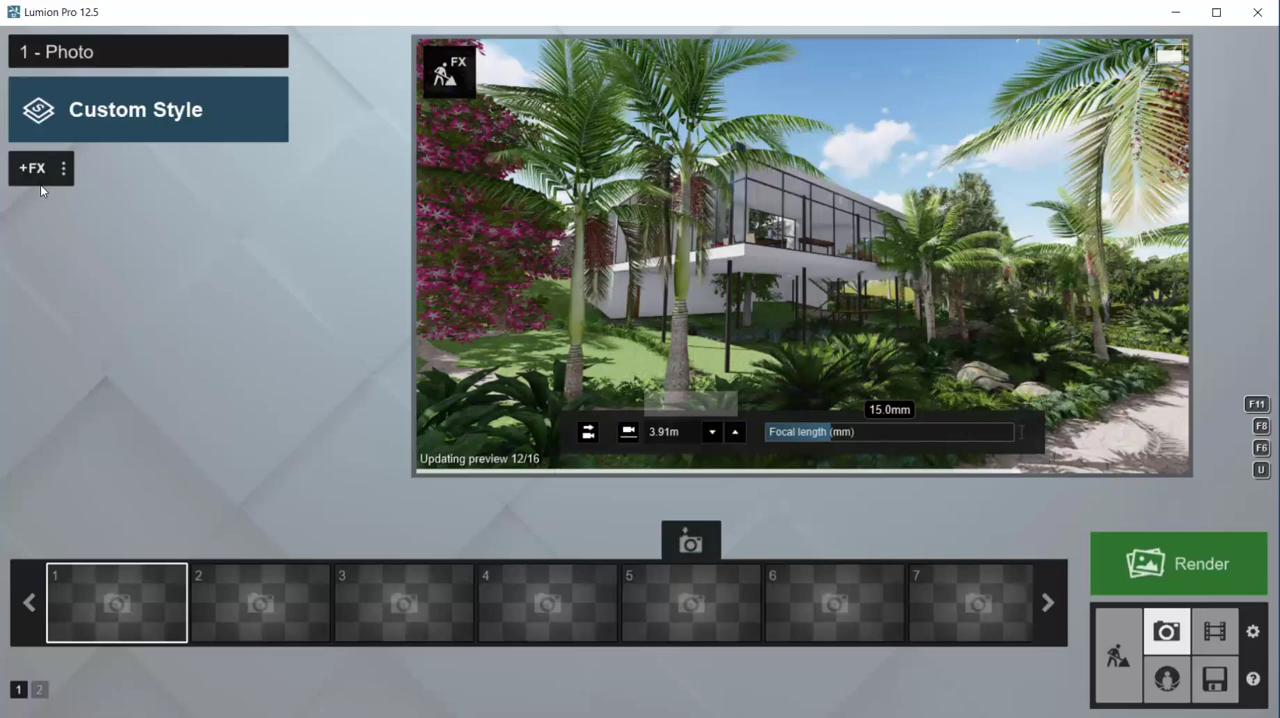 Lumion Pro 12.5
1 - Photo
Custom Style
+FX
FX
15.0mm
3.91m
Focal length (mm)
Updating preview 12/16
F11
F8
F6
U
Render
1
2
3
4
5
6
7
1
2
?